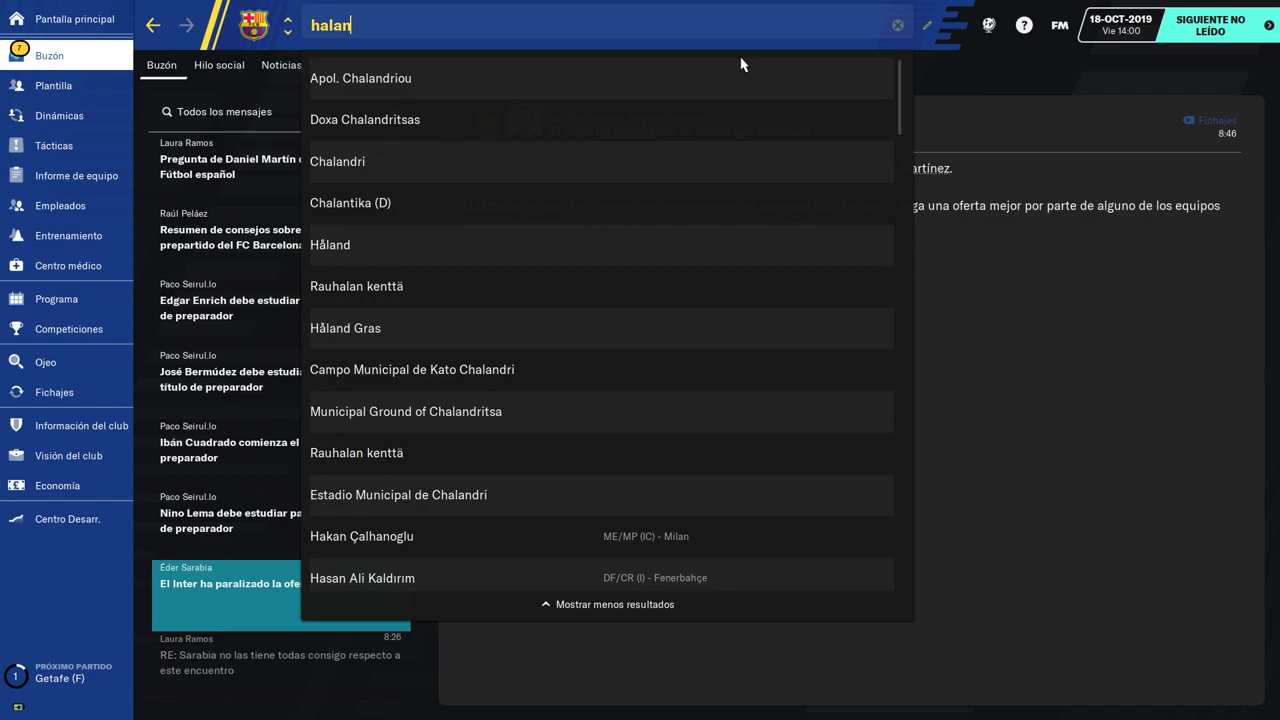 Pantalla principal
7
Buzón
Plantilla
Dinámicas
Tácticas
Informe de equipo
Empleados
Entrenamiento
Centro médico
Programa
Competiciones
Ojeo
Fichajes
Información del club
Visión del club
Economía
Centro Desarr.
1
PRÓXIMO PARTIDO
Getafe (F)
halan
FM
18-OCT-2019
Vie 14:00
SIGUIENTE NO
LEÍDO
Buzón
Hilo social
Noticias
Todos los mensajes
Laura Ramos
Pregunta de Daniel Martín
Fútbol español
Raúl Peláez
Resumen de consejos sobre
prepartido del FC Barcelona
Paco Seirul.lo
Edgar Enrich debe estudiar
de preparador
Paco Seirul.lo
José Bermúdez debe estudia
título de preparador
Paco Seirul.lo
Ibán Cuadrado comienza el
preparador
Paco Seirul.lo
Nino Lema debe estudiar pa
de preparador
Éder Sarabia
El Inter ha paralizado la ofe
Laura Ramos
8:26
RE: Sarabia no las tiene todas consigo respecto a
este encuentro
Apol. Chalandriou
Doxa Chalandritsas
Chalandri
Chalantika (D)
Håland
Rauhalan kenttä
Håland Gras
Campo Municipal de Kato Chalandri
Municipal Ground of Chalandritsa
Rauhalan kenttä
Estadio Municipal de Chalandri
Hakan Çalhanoglu ME/MP (IC) - Milan
Hasan Ali Kaldırım DF/CR (I) - Fenerbahçe
Mostrar menos resultados
Fichajes
8:46
artínez.
ga una oferta mejor por parte de alguno de los equipos